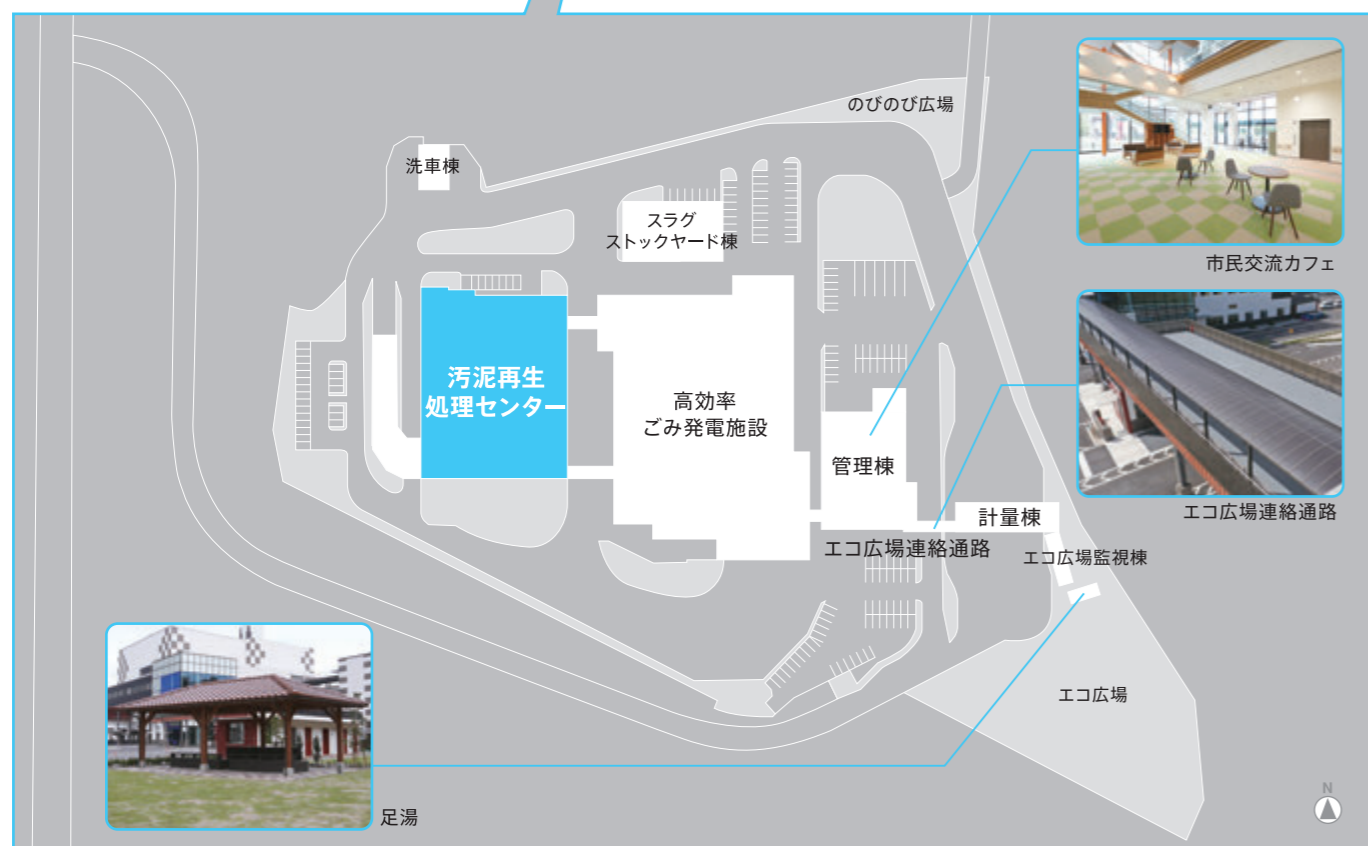 のびのび広場
洗車棟
スラグ
ストックヤード棟
市民交流カフェ
汚泥再生
処理センター
高効率
ごみ発電施設
管理棟
計量棟
エコ広場連絡通路
エコ広場連絡通路
エコ広場監視棟
エコ広場
足湯
N